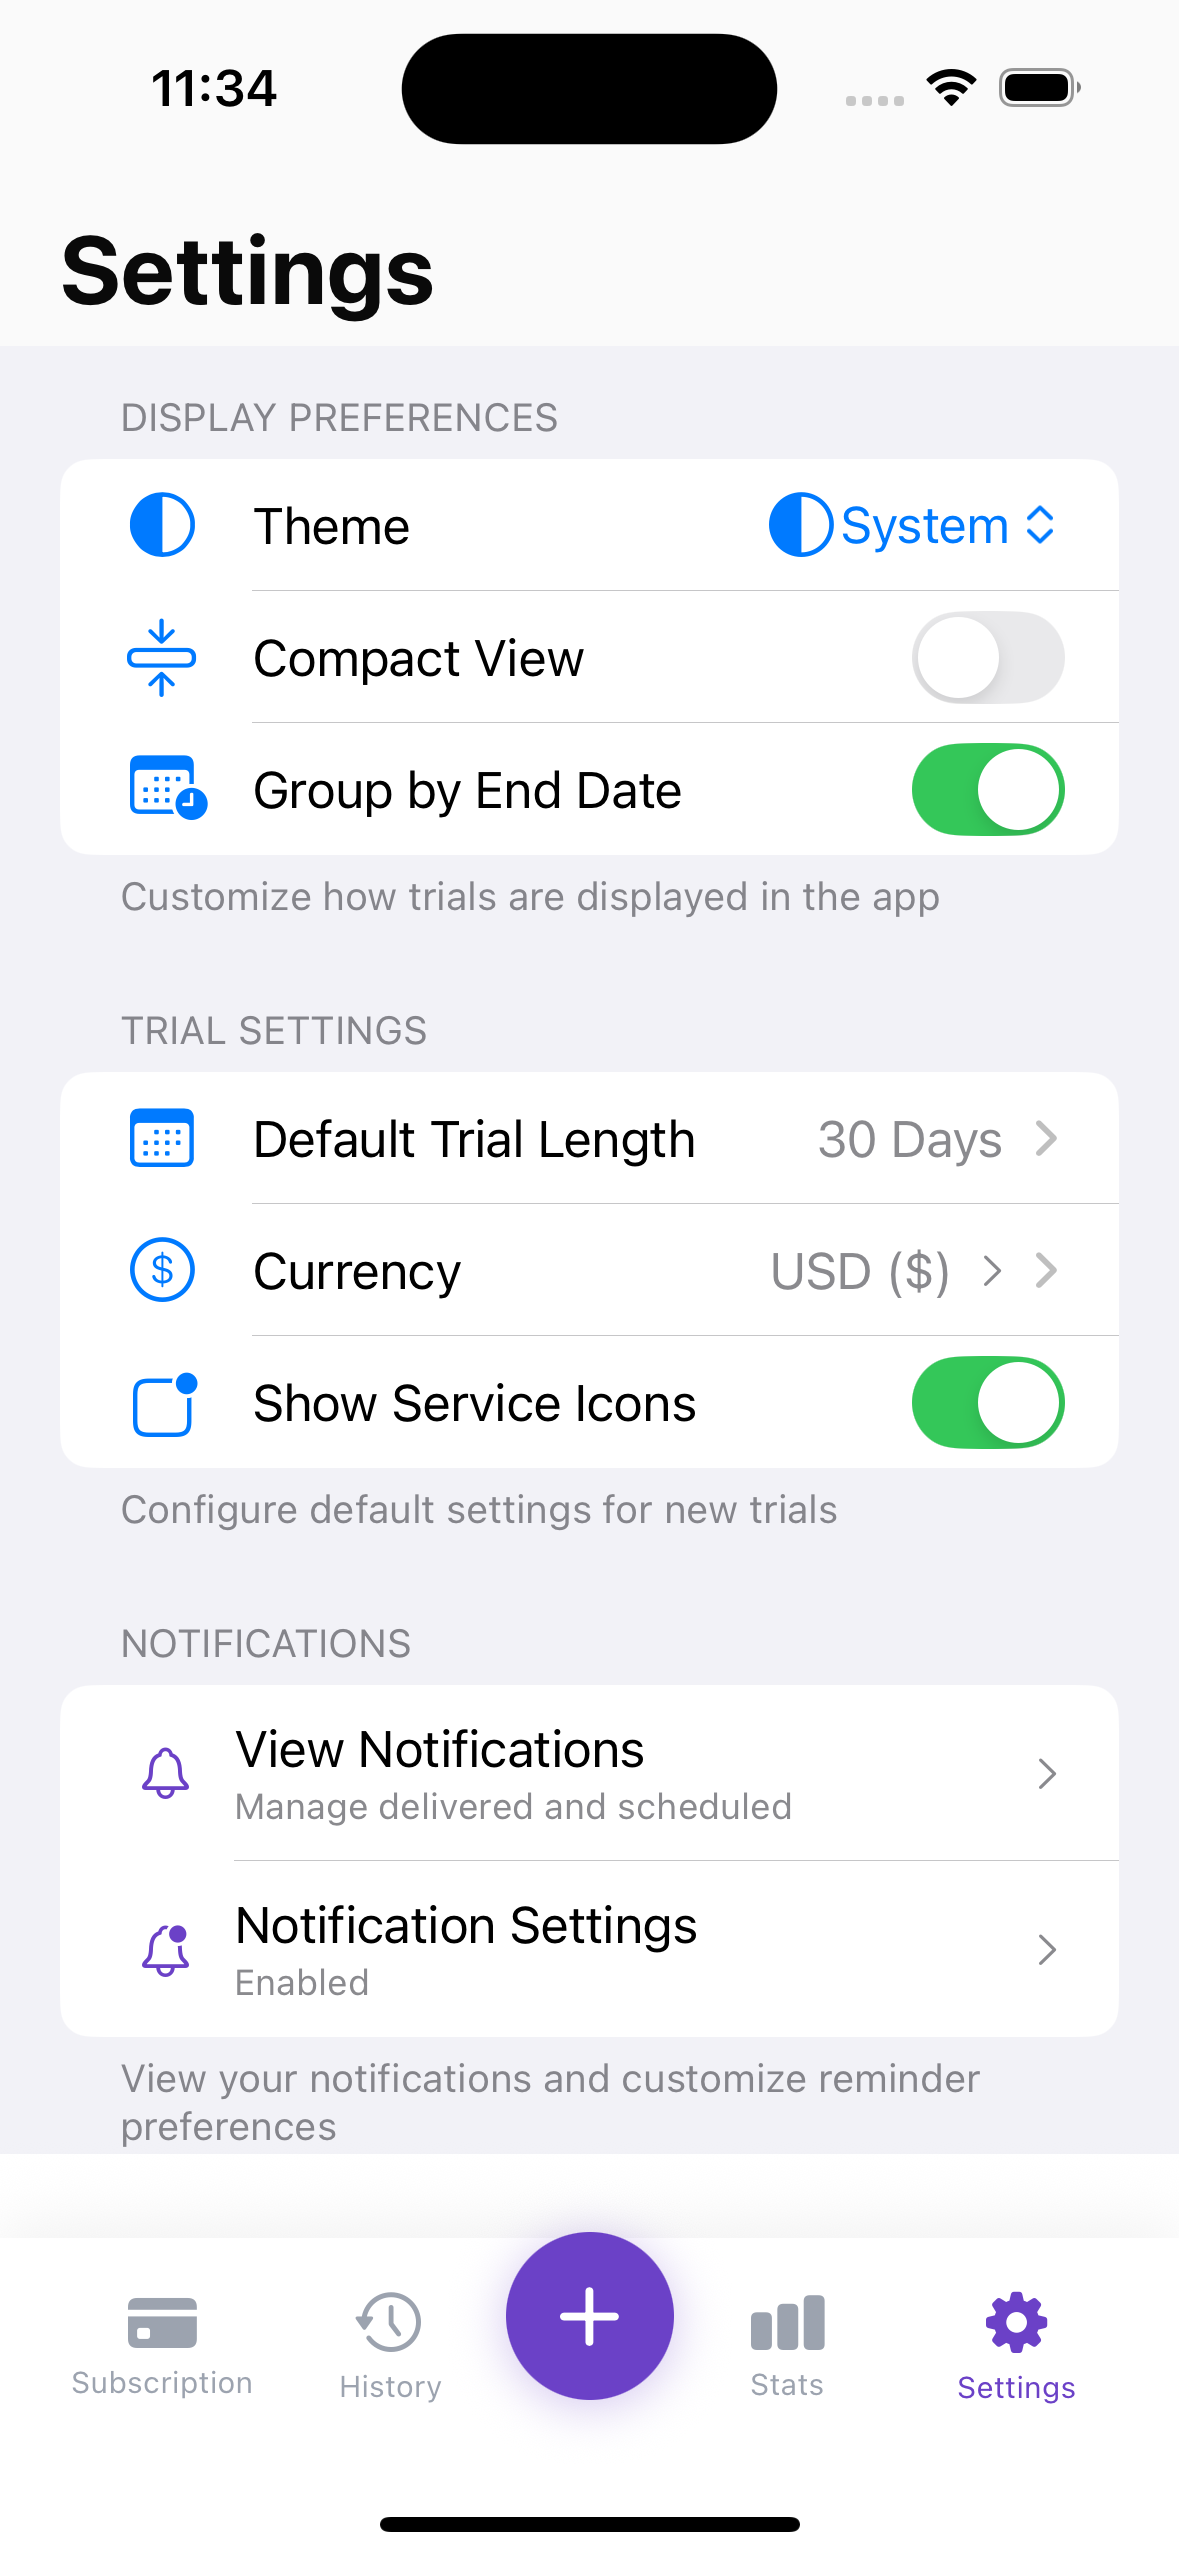 11:34
Settings
DISPLAY PREFERENCES
Theme
System
Compact View
Group by End Date
Customize how trials are displayed in the app
TRIAL SETTINGS
Default Trial Length
30 Days
Currency
USD ($)
Show Service Icons
Configure default settings for new trials
NOTIFICATIONS
View Notifications
Manage delivered and scheduled
Notification Settings
Enabled
View your notifications and customize reminder
preferences
Subscription
History
Stats
Settings